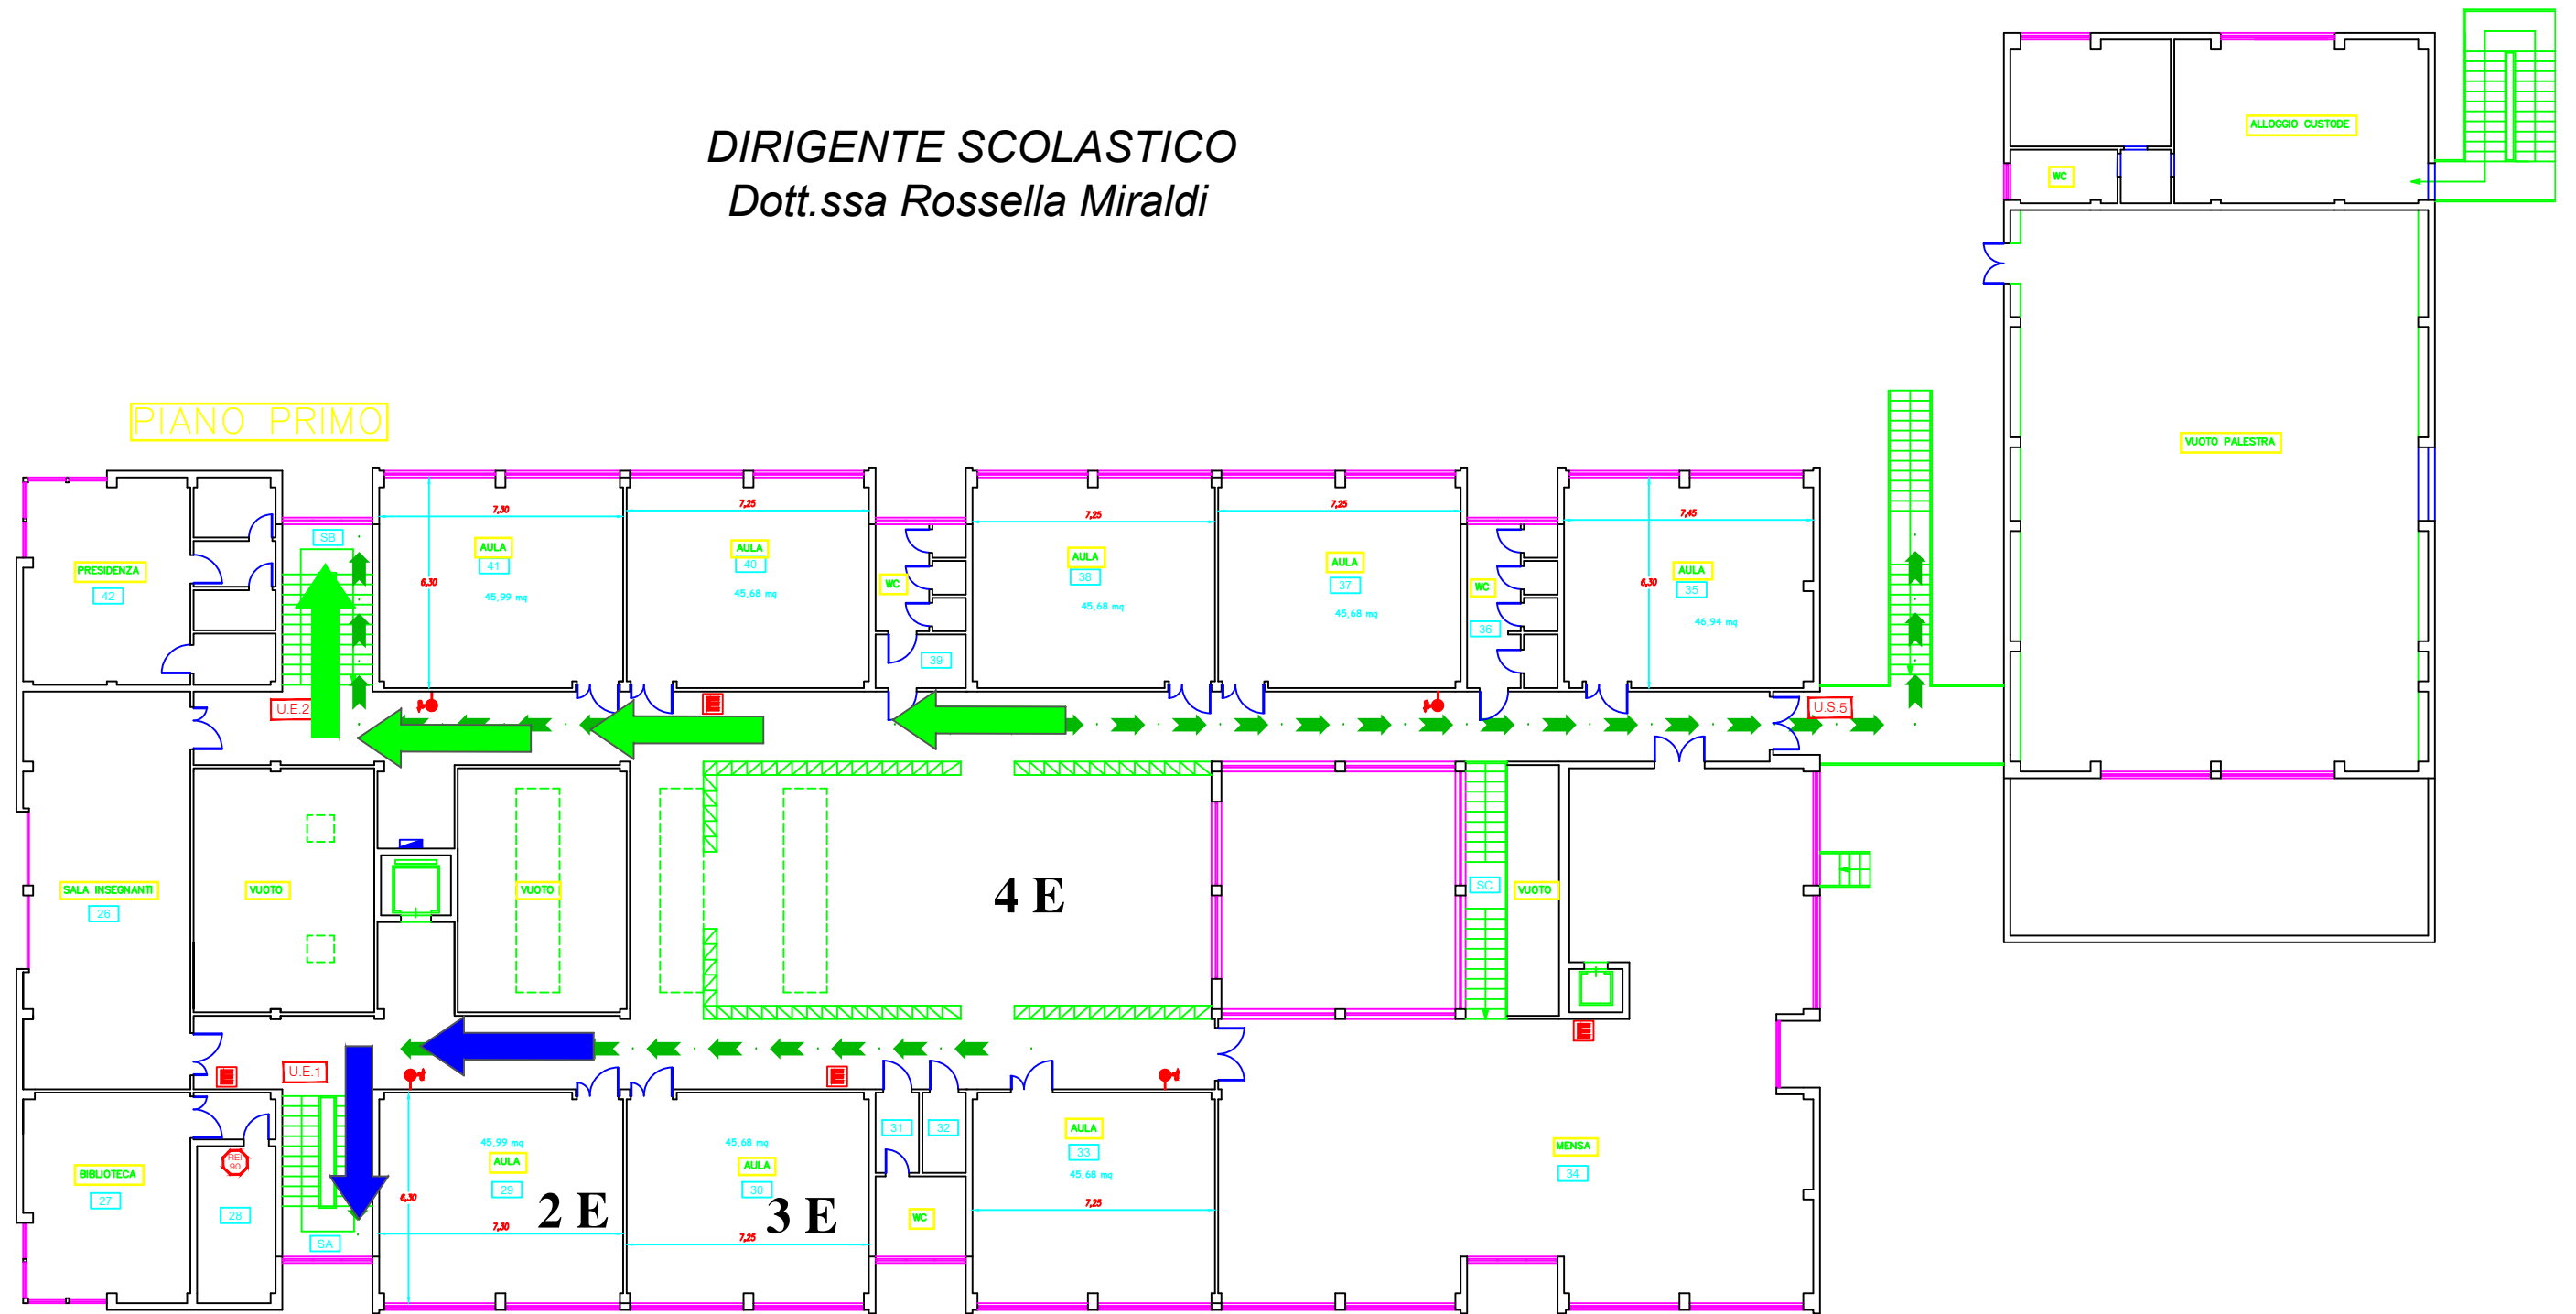 DIRIGENTE SCOLASTICO
Dott.ssa Rossella Miraldi
ALLOGGIO CUSTODE
WC
PIANO PRIMO
VUOTO PALESTRA
SB
7,30
7,25
7,25
7,25
7,45
AULA
41
AULA
40
AULA
38
AULA
37
AULA
35
PRESIDENZA
42
6,30
45,99 mq
45,68 mq
WC
45,68 mq
45,68 mq
WC
6,30
46,94 mq
36
39
U.E.2
U.S.5
SALA INSEGNANTI
26
VUOTO
VUOTO
4 E
SC
VUOTO
U.E.1
31
32
AULA
33
45,68 mq
7,25
MENSA
34
REI
90
BIBLIOTECA
27
28
SA
45,99 mq
AULA
29
6,30
7,30
2 E
45,68 mq
AULA
30
3 E
7,25
WC